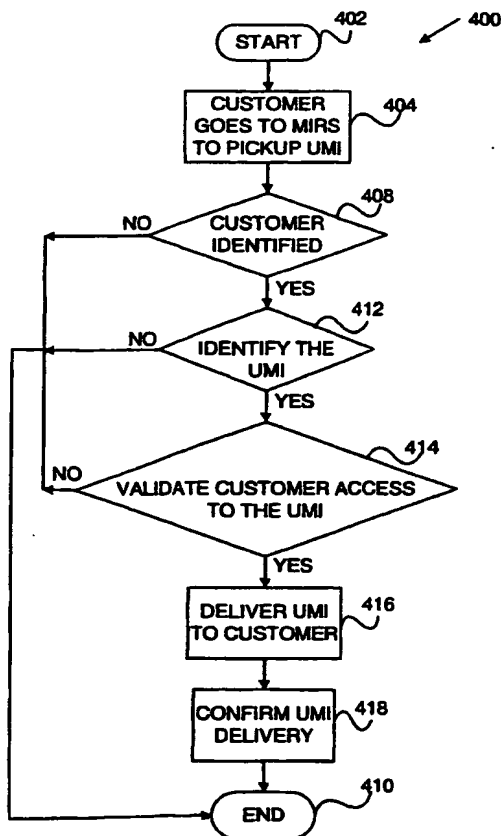 START
402
400
CUSTOMER
GOES TO MIRS
TO PICKUP UMI
404
408
NO
CUSTOMER
IDENTIFIED
YES
412
NO
IDENTIFY THE
UMI
YES
414
NO
VALIDATE CUSTOMER ACCESS
TO THE UMI
YES
DELIVER UMI
TO CUSTOMER
416
CONFIRM UMI
DELIVERY
418
END
410